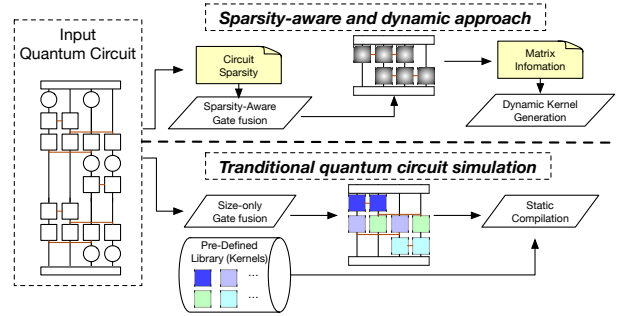 Input
Quantum Circuit
Sparsity-aware and dynamic approach
Circuit
Sparsity
Sparsity-Aware
Gate fusion
Matrix
Infomation
Dynamic Kernel
Generation
Tranditional quantum circuit simulation
Size-only
Gate fusion
Static
Compilation
Pre-Defined
Library (Kernels)
...
...